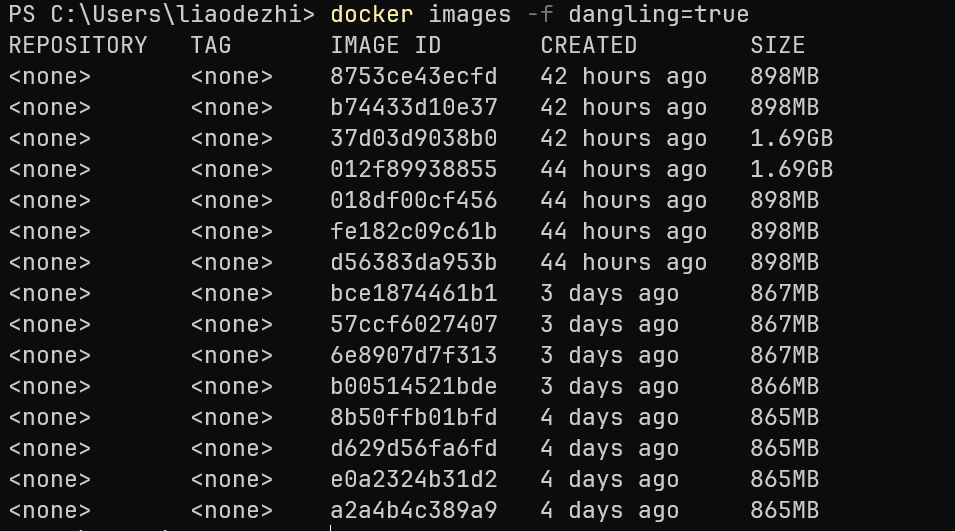 PS C:\Users\liaodezhi> docker images -f dangling=true
REPOSITORY TAG IMAGE ID CREATED SIZE
<none> <none> 8753ce43ecfd 42 hours ago 898MB
<none> <none> b74433d10e37 42 hours ago 898MB
<none> <none> 37d03d9038b0 42 hours ago 1.69GB
<none> <none> 012f89938855 44 hours ago 1.69GB
<none> <none> 018df00cf456 44 hours ago 898MB
<none> <none> fe182c09c61b 44 hours ago 898MB
<none> <none> d56383da953b 44 hours ago 898MB
<none> <none> bce1874461b1 3 days ago 867MB
<none> <none> 57ccf6027407 3 days ago 867MB
<none> <none> 6e8907d7f313 3 days ago 867MB
<none> <none> b00514521bde 3 days ago 866MB
<none> <none> 8b50ffb01bfd 4 days ago 865MB
<none> <none> d629d56fa6fd 4 days ago 865MB
<none> <none> e0a2324b31d2 4 days ago 865MB
<none> <none> a2a4b4c389a9 4 days ago 865MB